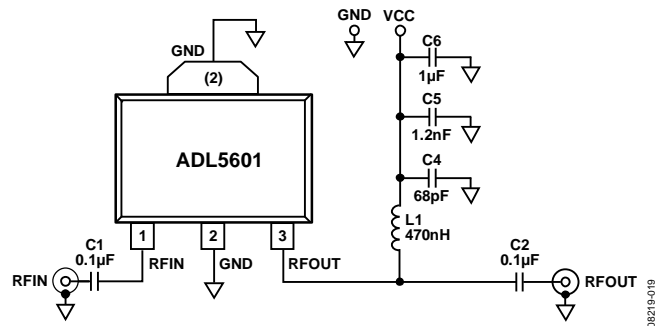 GND VCC
GND
(2)
C6
1µF
C5
1.2nF
ADL5601
C4
68pF
L1
470nH
1 2 3
C1
0.1µF
RFIN GND RFOUT
C2
0.1µF
RFIN
RFOUT
08219-019